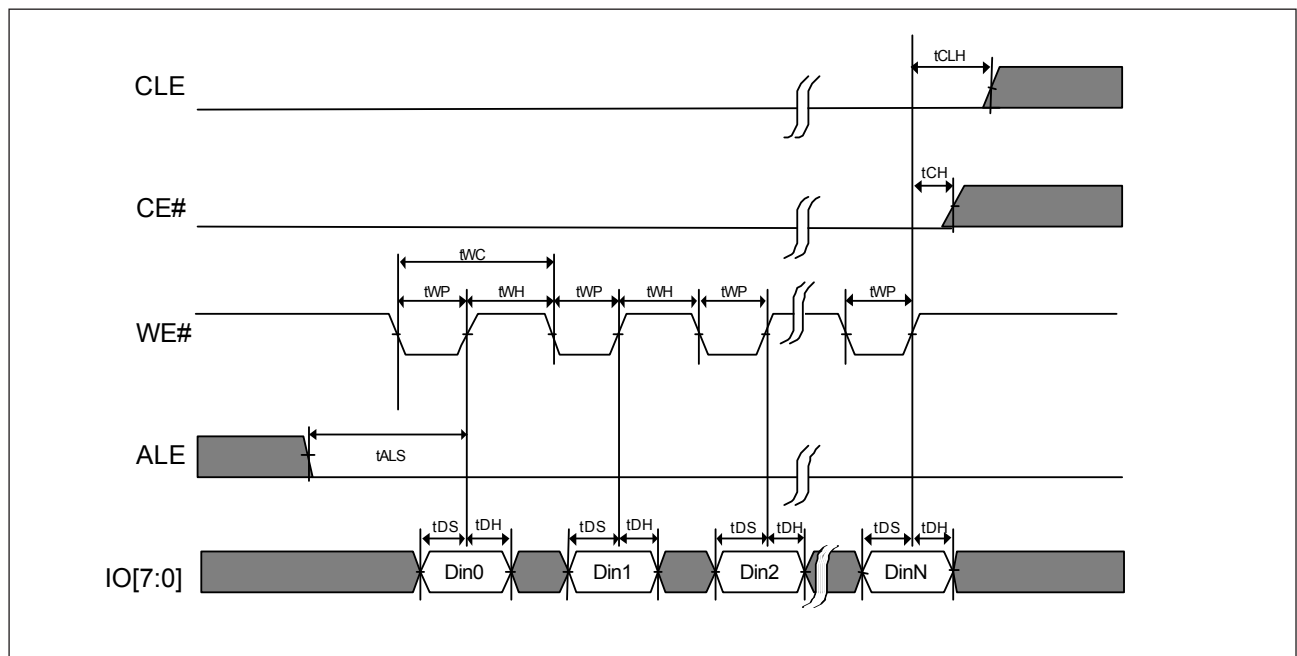 tCLH
CLE
tCH
CE#
tWC
tWP tWH tWP tWH tWP tWP
WE#
ALE
tALS
tDS tDH tDS tDH tDS tDH tDS tDH
IO[7:0] Din0 Din1 Din2 DinN